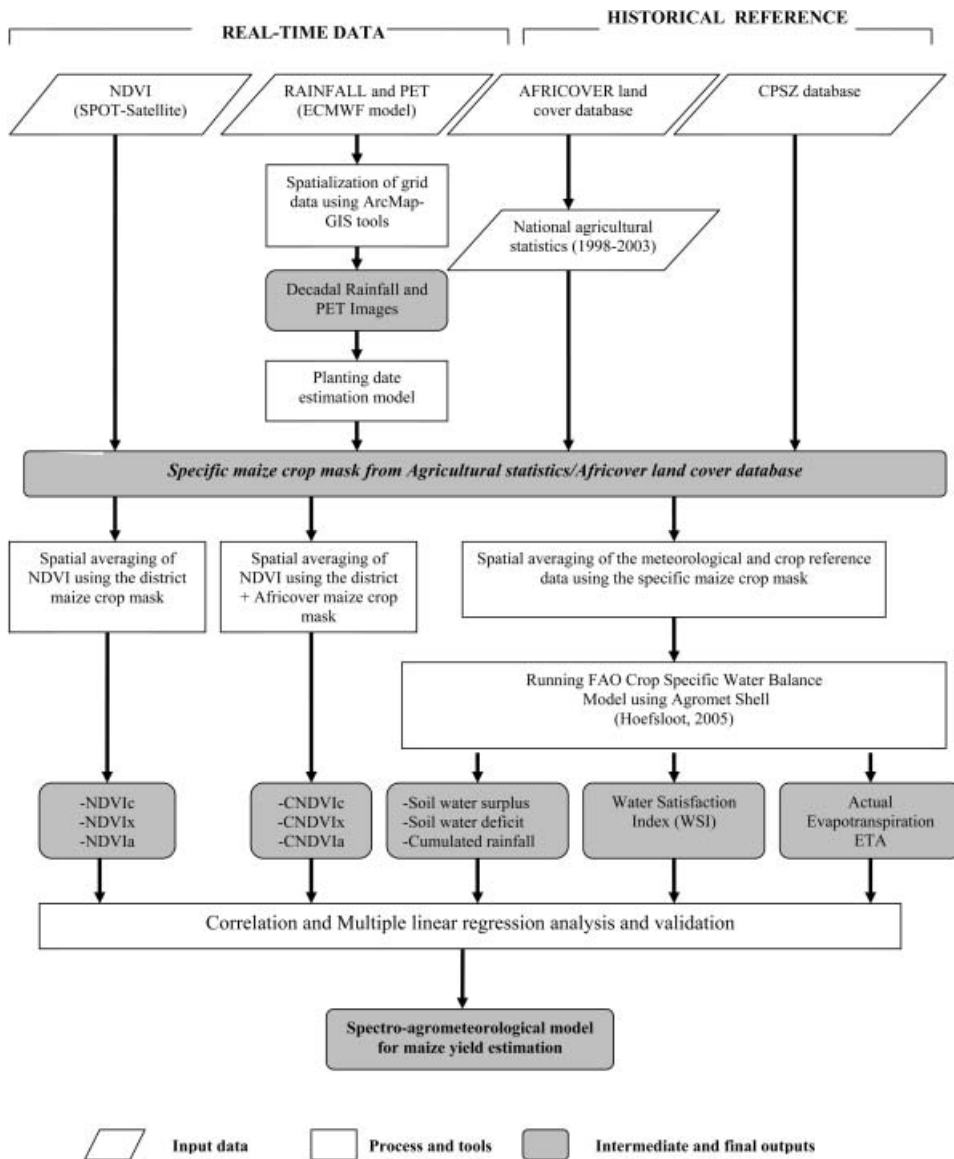 HISTORICAL REFERENCE
REAL-TIME DATA
NDVI
(SPOT-Satellite)
RAINFALL and PET
(ECMWF model)
AFRICOVER land
cover database
CPSZ database
Spatialization of grid
data using ArcMap-
GIS tools
National agricultural
statistics (1998-2003)
Decadal Rainfall and
PET Images
Planting date
estimation model
Specific maize crop mask from Agricultural statistics/Africover land cover database
Spatial averaging of
NDVI using the district
maize crop mask
Spatial averaging of
NDVI using the district
+ Africover maize crop
mask
Spatial averaging of the meteorological and crop reference
data using the specific maize crop mask
Running FAO Crop Specific Water Balance
Model using Agromet Shell
(Hoefsloot, 2005)
-NDVIc
-NDVIx
-NDVIa
-CNDVIc
-CNDVIx
-CNDVIa
-Soil water surplus
-Soil water deficit
-Cumulated rainfall
Water Satisfaction
Index (WSI)
Actual
Evapotranspiration
ETA
Correlation and Multiple linear regression analysis and validation
Spectro-agrometeorological model
for maize yield estimation
Input data
Process and tools
Intermediate and final outputs